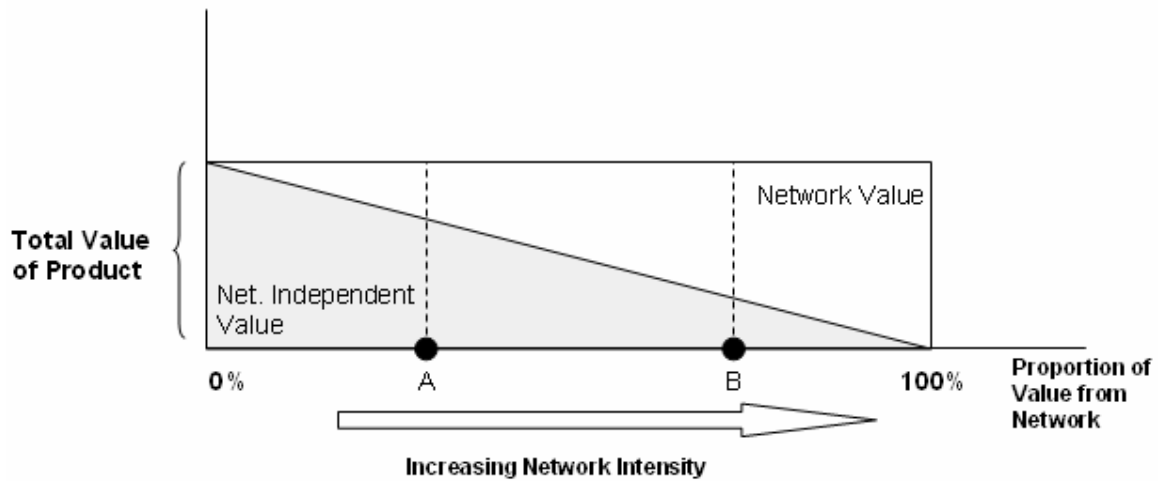 Network Value
Total Value
of Product
Net. Independent
Value
0%
A
B
100%
Proportion of
Value from
Network
Increasing Network Intensity